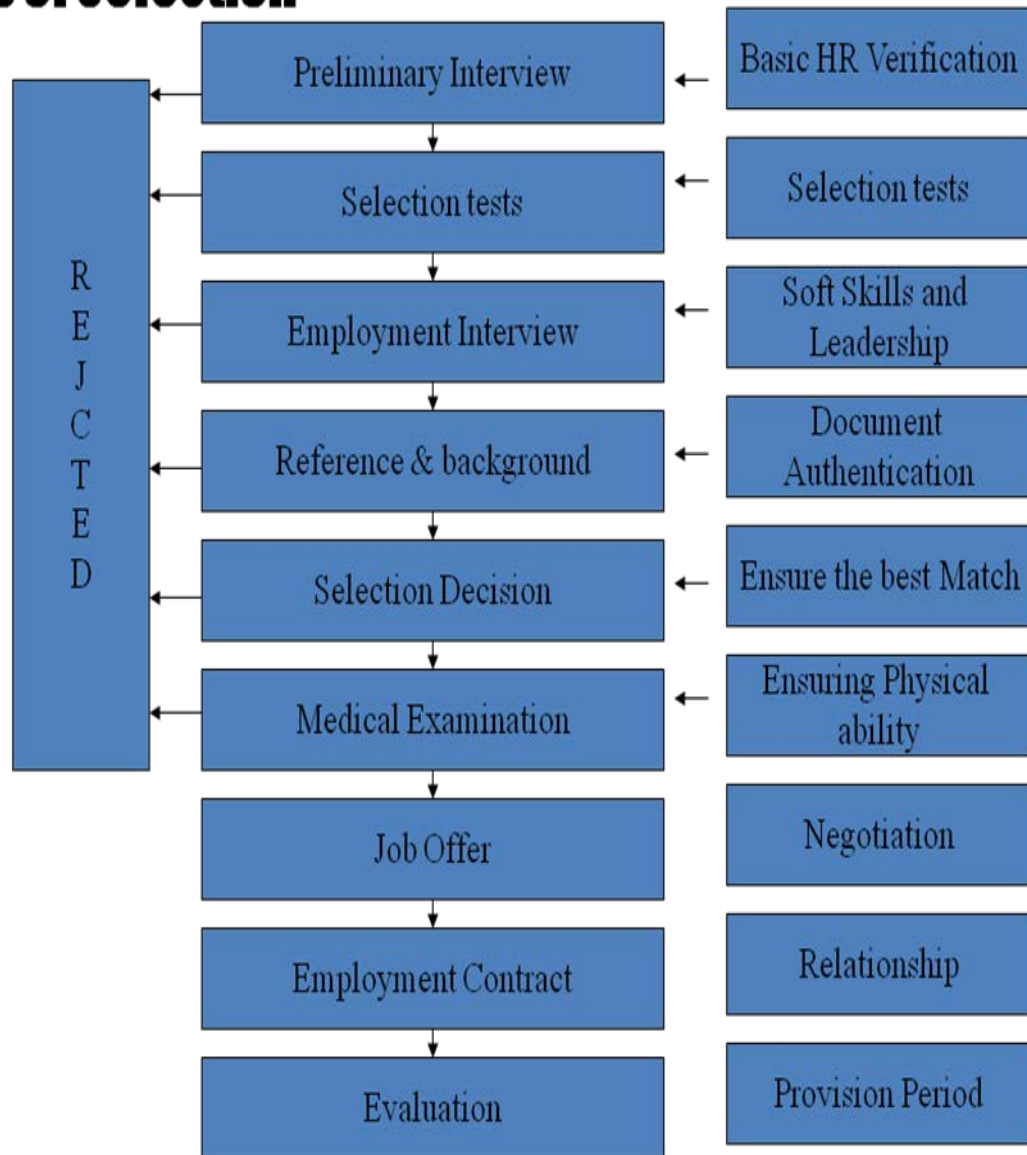 of selection
Preliminary Interview
Basic HR Verification
Selection tests
Selection tests
Employment Interview
Soft Skills and
Leadership
Reference & background
Document
Authentication
Selection Decision
Ensure the best Match
Medical Examination
Ensuring Physical
ability
Job Offer
Negotiation
Employment Contract
Relationship
Evaluation
Provision Period
R
E
J
C
T
E
D